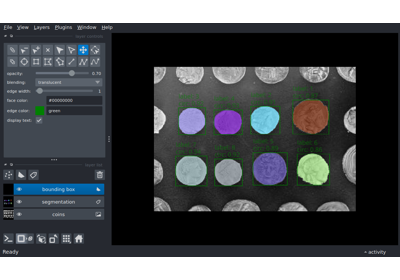 File View Layers Plugins Window Help
opacity: 0.70
blending: translucent
edge width: 1
face color: #00000000
edge color: green
display text:
bounding box
segmentation
coins
Ready
activity